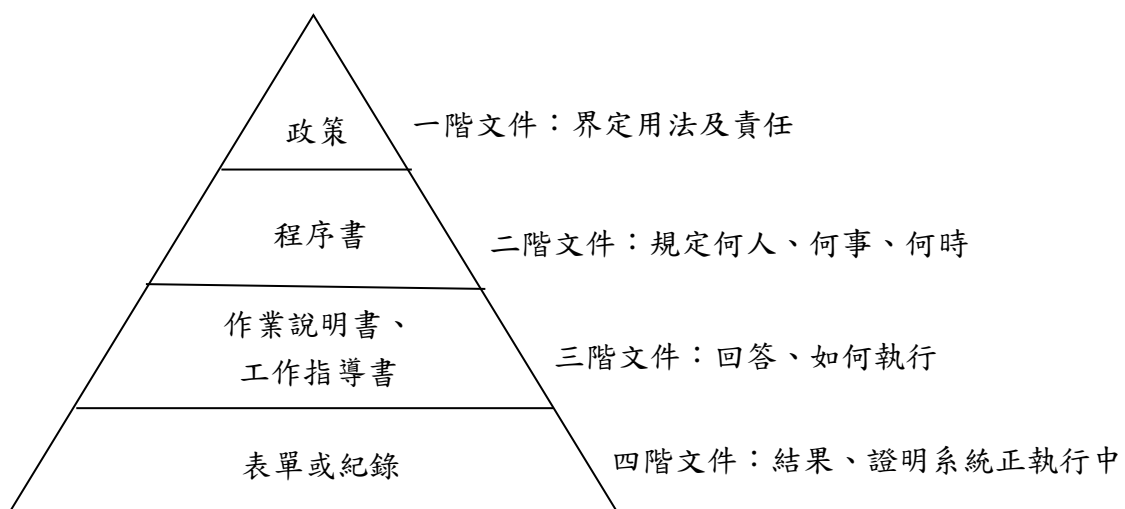 政策
一階文件：界定用法及責任
程序書
二階文件：規定何人、何事、何時
作業說明書、
工作指導書
三階文件：回答、如何執行
表單或紀錄
四階文件：結果、證明系統正執行中